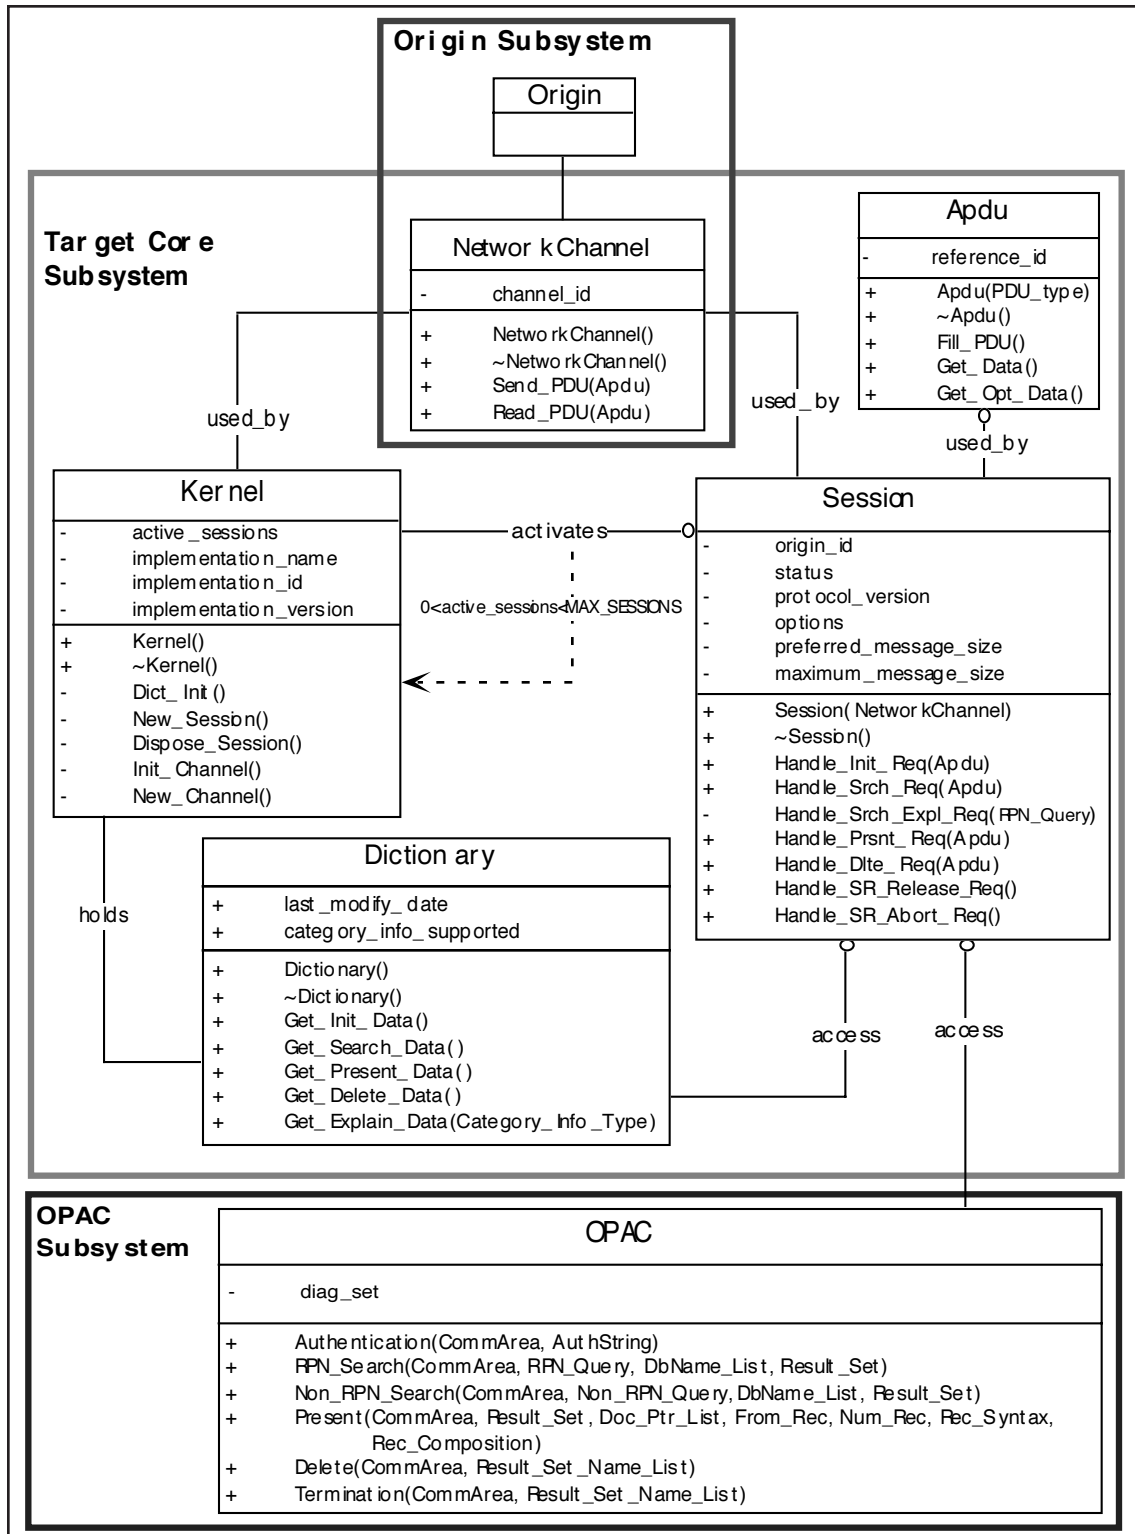 Origin Subsystem
Origin
Target Core
Subsystem
NetworkChannel
- channel_id
+ NetworkChannel()
+ ~NetworkChannel()
+ Send_PDU(Apdu)
+ Read_PDU(Apdu)
Apdu
- reference_id
+ Apdu(PDU_type)
+ ~Apdu()
+ Fill_PDU()
+ Get_Data()
+ Get_Opt_Data()
used_by
used_by
used_by
Kernel
- active_sessions
- implementation_name
- implementation_id
- implementation_version
+ Kernel()
+ ~Kernel()
- Dict_Init()
- New_Session()
- Dispose_Session()
- Init_Channel()
- New_Channel()
activates
0<active_sessions<MAX_SESSIONS
Session
- origin_id
- status
- protocol_version
- options
- preferred_message_size
- maximum_message_size
+ Session(NetworkChannel)
+ ~Session()
+ Handle_Init_Req(Apdu)
+ Handle_Srch_Req(Apdu)
- Handle_Srch_Expl_Req(RPN_Query)
+ Handle_Prsnt_Req(Apdu)
+ Handle_Dlte_Req(Apdu)
+ Handle_SR_Release_Req()
+ Handle_SR_Abort_Req()
holds
Dictionary
+ last_modify_date
+ category_info_supported
+ Dictionary()
+ ~Dictionary()
+ Get_Init_Data()
+ Get_Search_Data()
+ Get_Present_Data()
+ Get_Delete_Data()
+ Get_Explain_Data(Category_Info_Type)
access
access
OPAC
Subsystem
OPAC
- diag_set
+ Authentication(CommArea, AuthString)
+ RPN_Search(CommArea, RPN_Query, DbName_List, Result_Set)
+ Non_RPN_Search(CommArea, Non_RPN_Query,DbName_List, Result_Set)
+ Present(CommArea, Result_Set, Doc_Ptr_List, From_Rec, Num_Rec, Rec_Syntax,
Rec_Composition)
+ Delete(CommArea, Result_Set_Name_List)
+ Termination(CommArea, Result_Set_Name_List)